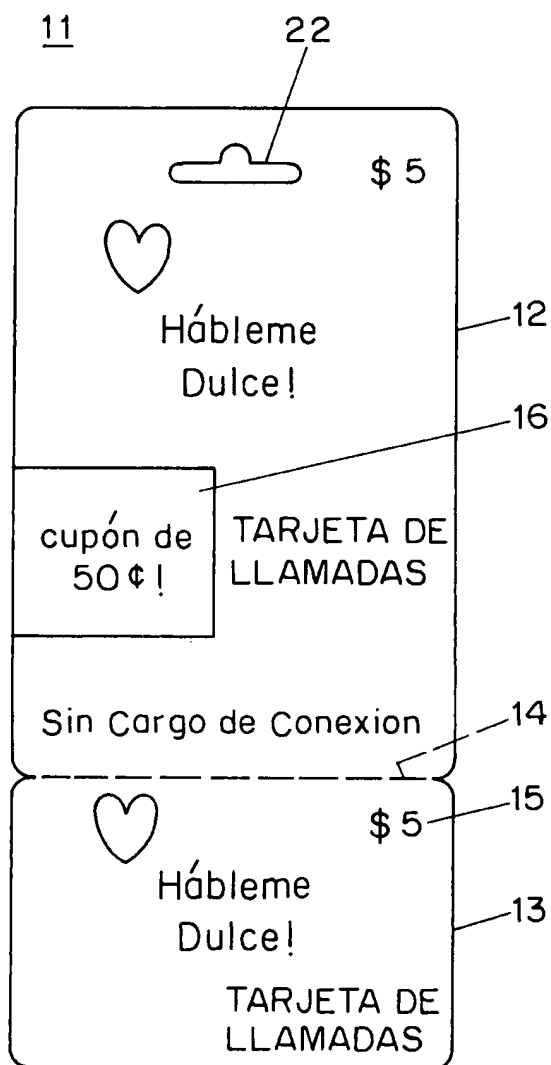 11
22
$ 5
Hábleme
Dulce!
12
16
cupón de
50¢!
TARJETA DE
LLAMADAS
Sin Cargo de Conexion
14
$ 5
15
Hábleme
Dulce!
13
TARJETA DE
LLAMADAS